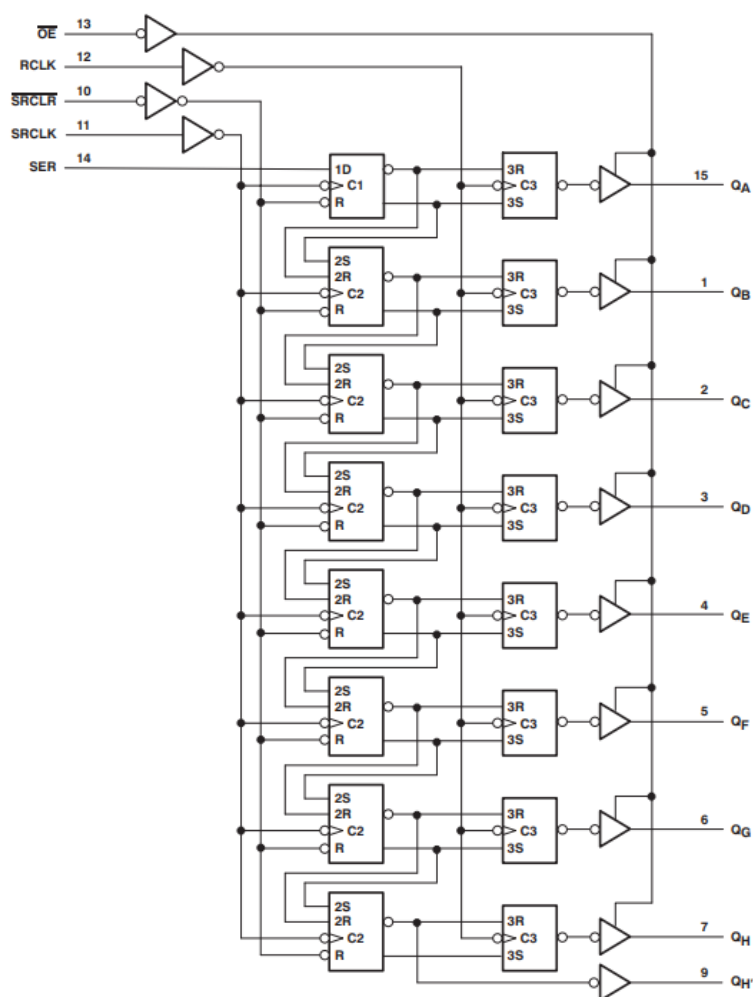 O̅E̅ 13
RCLK 12
S̅R̅C̅L̅R̅ 10
SRCLK 11
SER 14
1D 3R
C1 C3 15 QA
R 3S
2S
2R 3R
C2 C3 1 QB
R 3S
2S
2R 3R
C2 C3 2 QC
R 3S
2S
2R 3R
C2 C3 3 QD
R 3S
2S
2R 3R
C2 C3 4 QE
R 3S
2S
2R 3R
C2 C3 5 QF
R 3S
2S
2R 3R
C2 C3 6 QG
R 3S
2S
2R 3R
C2 C3 7 QH
R 3S
9 QH'